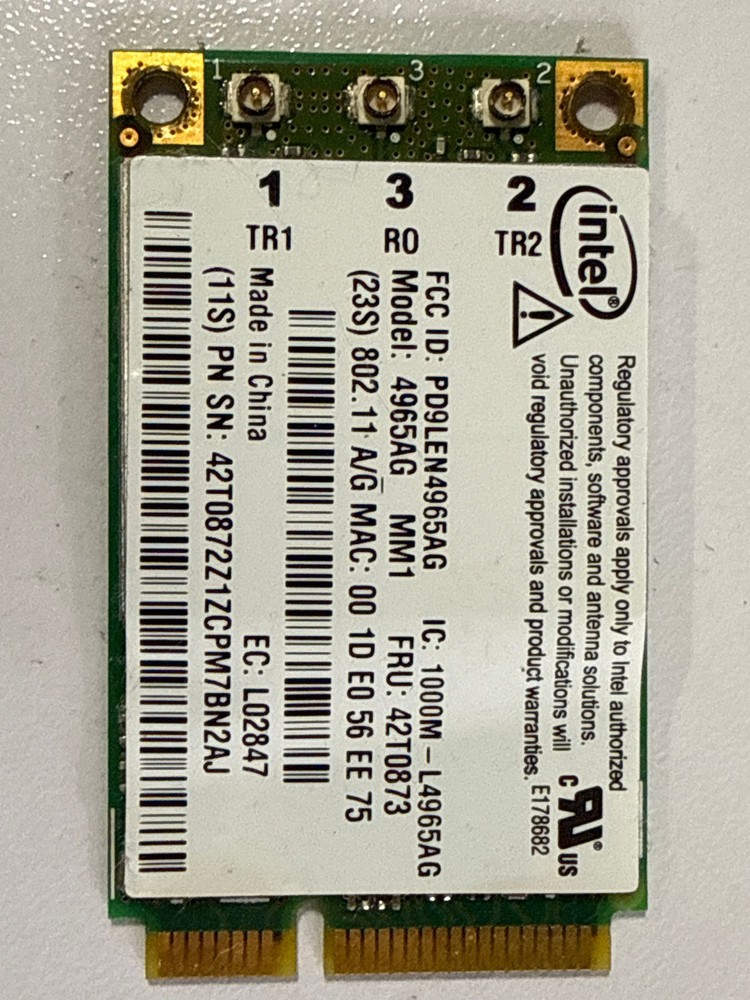 1
3
2
1
3
2
TR1
R0
TR2
intel®
Regulatory approvals apply only to Intel authorized
components, software and antenna solutions.
Unauthorized installations or modifications will
void regulatory approvals and product warranties.
E178682
C UR® US
FCC ID: PD9LEN4965AG IC: 1000M-L4965AG
Model: 4965AG MM1 FRU: 42T0873
(23S) 802.11 A/G MAC: 00 1D E0 56 EE 75
Made in China EC: L02847
(11S) PN SN: 42T0872Z1ZCPM7BN2AJ